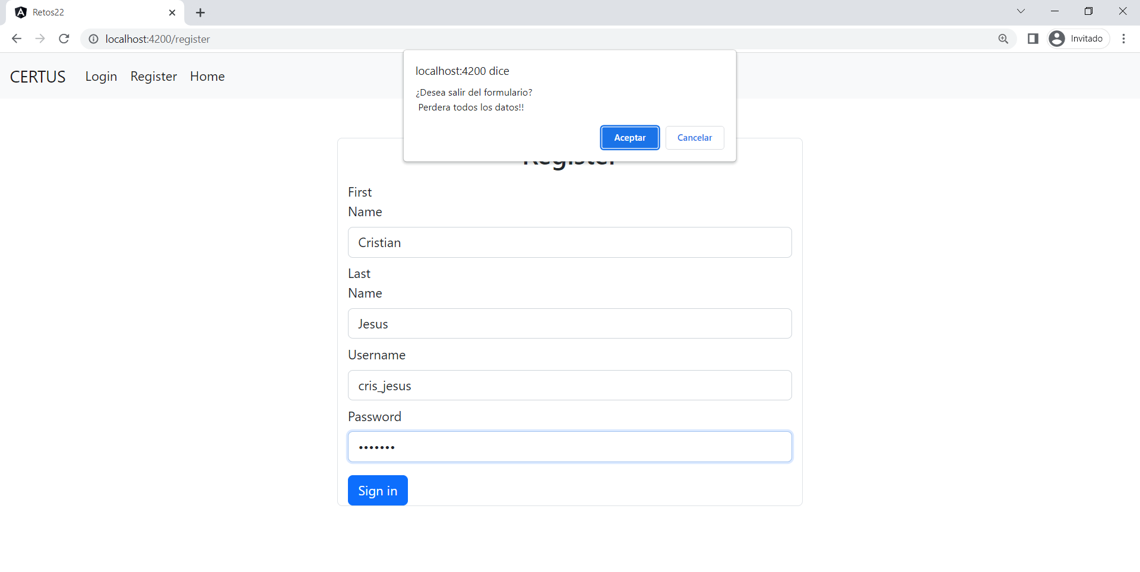 Retos22
localhost:4200/register
Invitado
CERTUS Login Register Home
localhost:4200 dice
¿Desea salir del formulario?
Perdera todos los datos!!
Aceptar Cancelar
Register
First
Name
Cristian
Last
Name
Jesus
Username
cris_jesus
Password
•••••••
Sign in